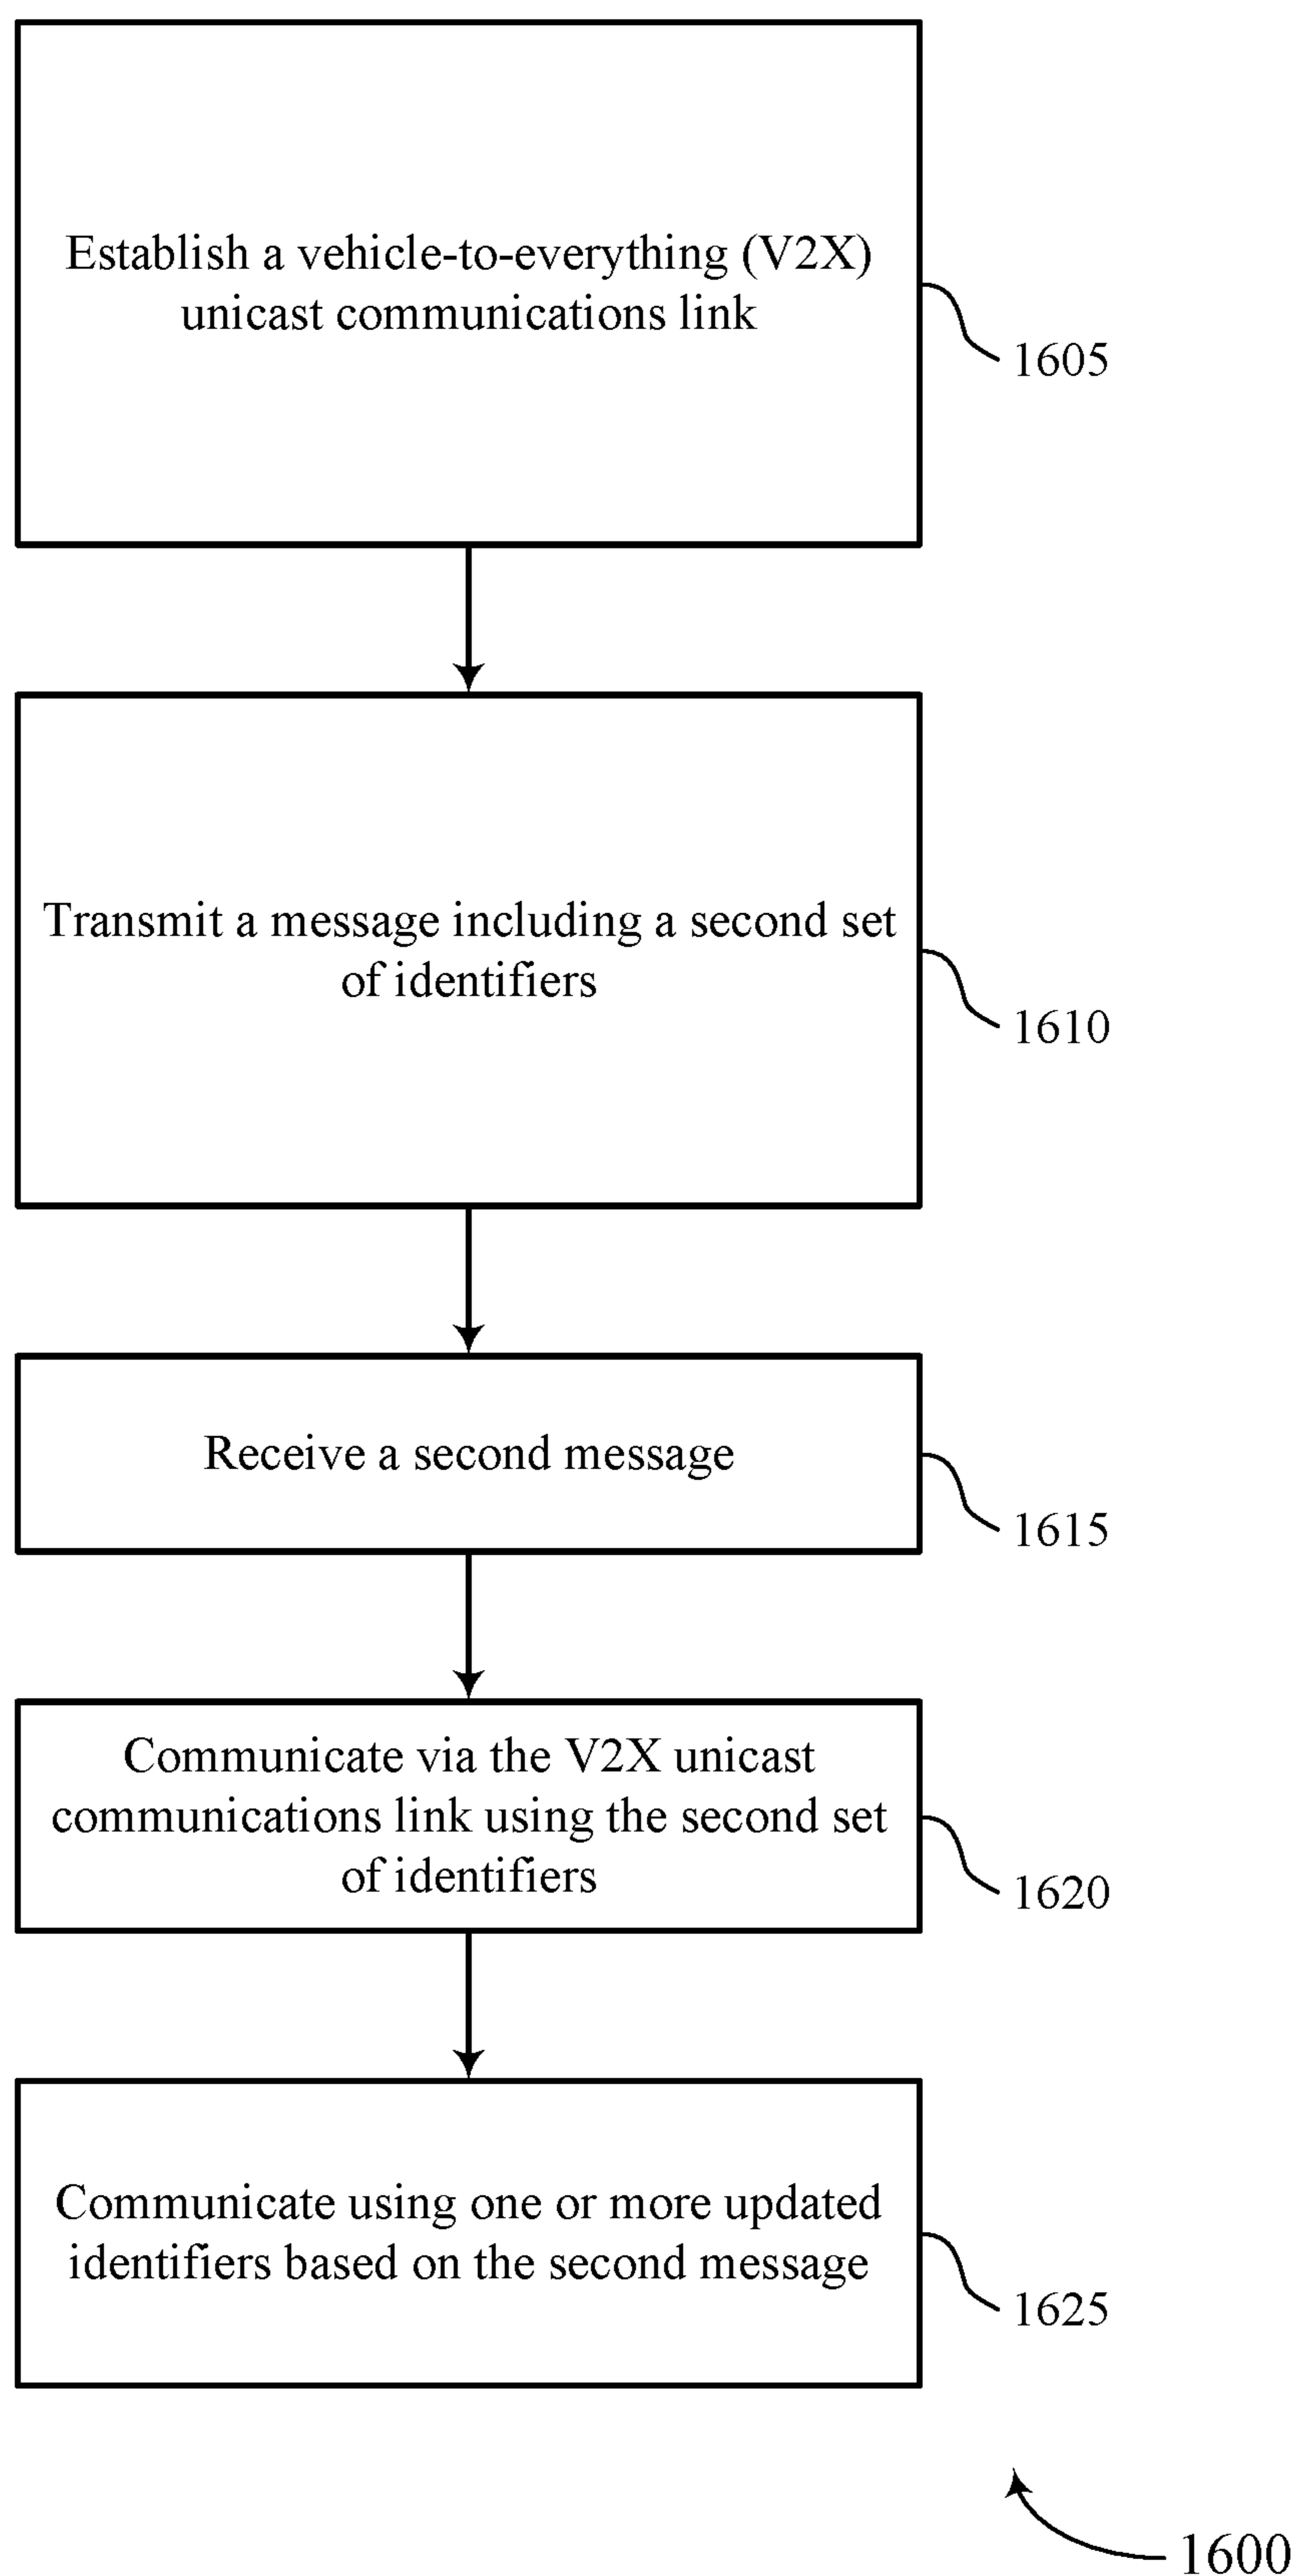 Establish a vehicle-to-everything (V2X)
unicast communications link
1605
Transmit a message including a second set
of identifiers
1610
Receive a second message
1615
Communicate via the V2X unicast
communications link using the second set
of identifiers
1620
Communicate using one or more updated
identifiers based on the second message
1625
1600